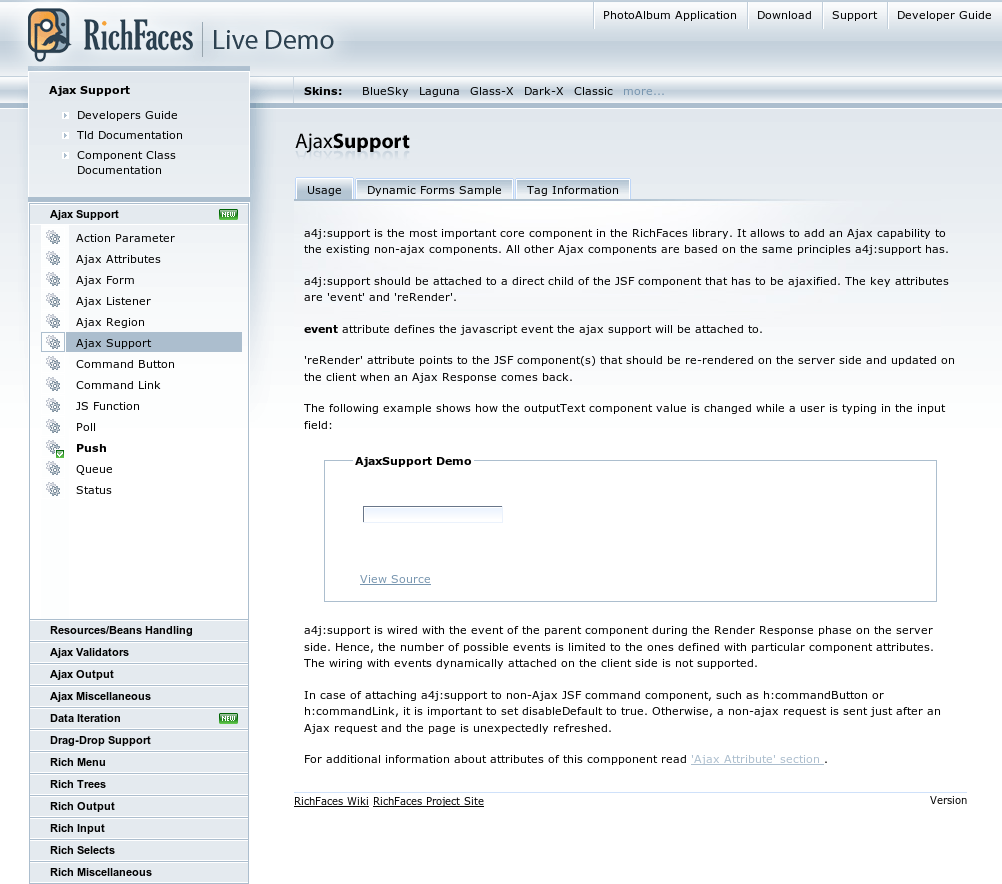 PhotoAlbum Application Download Support Developer Guide
RichFaces Live Demo
Skins: BlueSky Laguna Glass-X Dark-X Classic more...
Ajax Support
Developers Guide
Tld Documentation
Component Class
Documentation
Ajax Support NEW
Action Parameter
Ajax Attributes
Ajax Form
Ajax Listener
Ajax Region
Ajax Support
Command Button
Command Link
JS Function
Poll
Push
Queue
Status
Resources/Beans Handling
Ajax Validators
Ajax Output
Ajax Miscellaneous
Data Iteration NEW
Drag-Drop Support
Rich Menu
Rich Trees
Rich Output
Rich Input
Rich Selects
Rich Miscellaneous
AjaxSupport
Usage Dynamic Forms Sample Tag Information
a4j:support is the most important core component in the RichFaces library. It allows to add an Ajax capability to
the existing non-ajax components. All other Ajax components are based on the same principles a4j:support has.
a4j:support should be attached to a direct child of the JSF component that has to be ajaxified. The key attributes
are 'event' and 'reRender'.
event attribute defines the javascript event the ajax support will be attached to.
'reRender' attribute points to the JSF component(s) that should be re-rendered on the server side and updated on
the client when an Ajax Response comes back.
The following example shows how the outputText component value is changed while a user is typing in the input
field:
AjaxSupport Demo
View Source
a4j:support is wired with the event of the parent component during the Render Response phase on the server
side. Hence, the number of possible events is limited to the ones defined with particular component attributes.
The wiring with events dynamically attached on the client side is not supported.
In case of attaching a4j:support to non-Ajax JSF command component, such as h:commandButton or
h:commandLink, it is important to set disableDefault to true. Otherwise, a non-ajax request is sent just after an
Ajax request and the page is unexpectedly refreshed.
For additional information about attributes of this compponent read 'Ajax Attribute' section .
RichFaces Wiki RichFaces Project Site Version